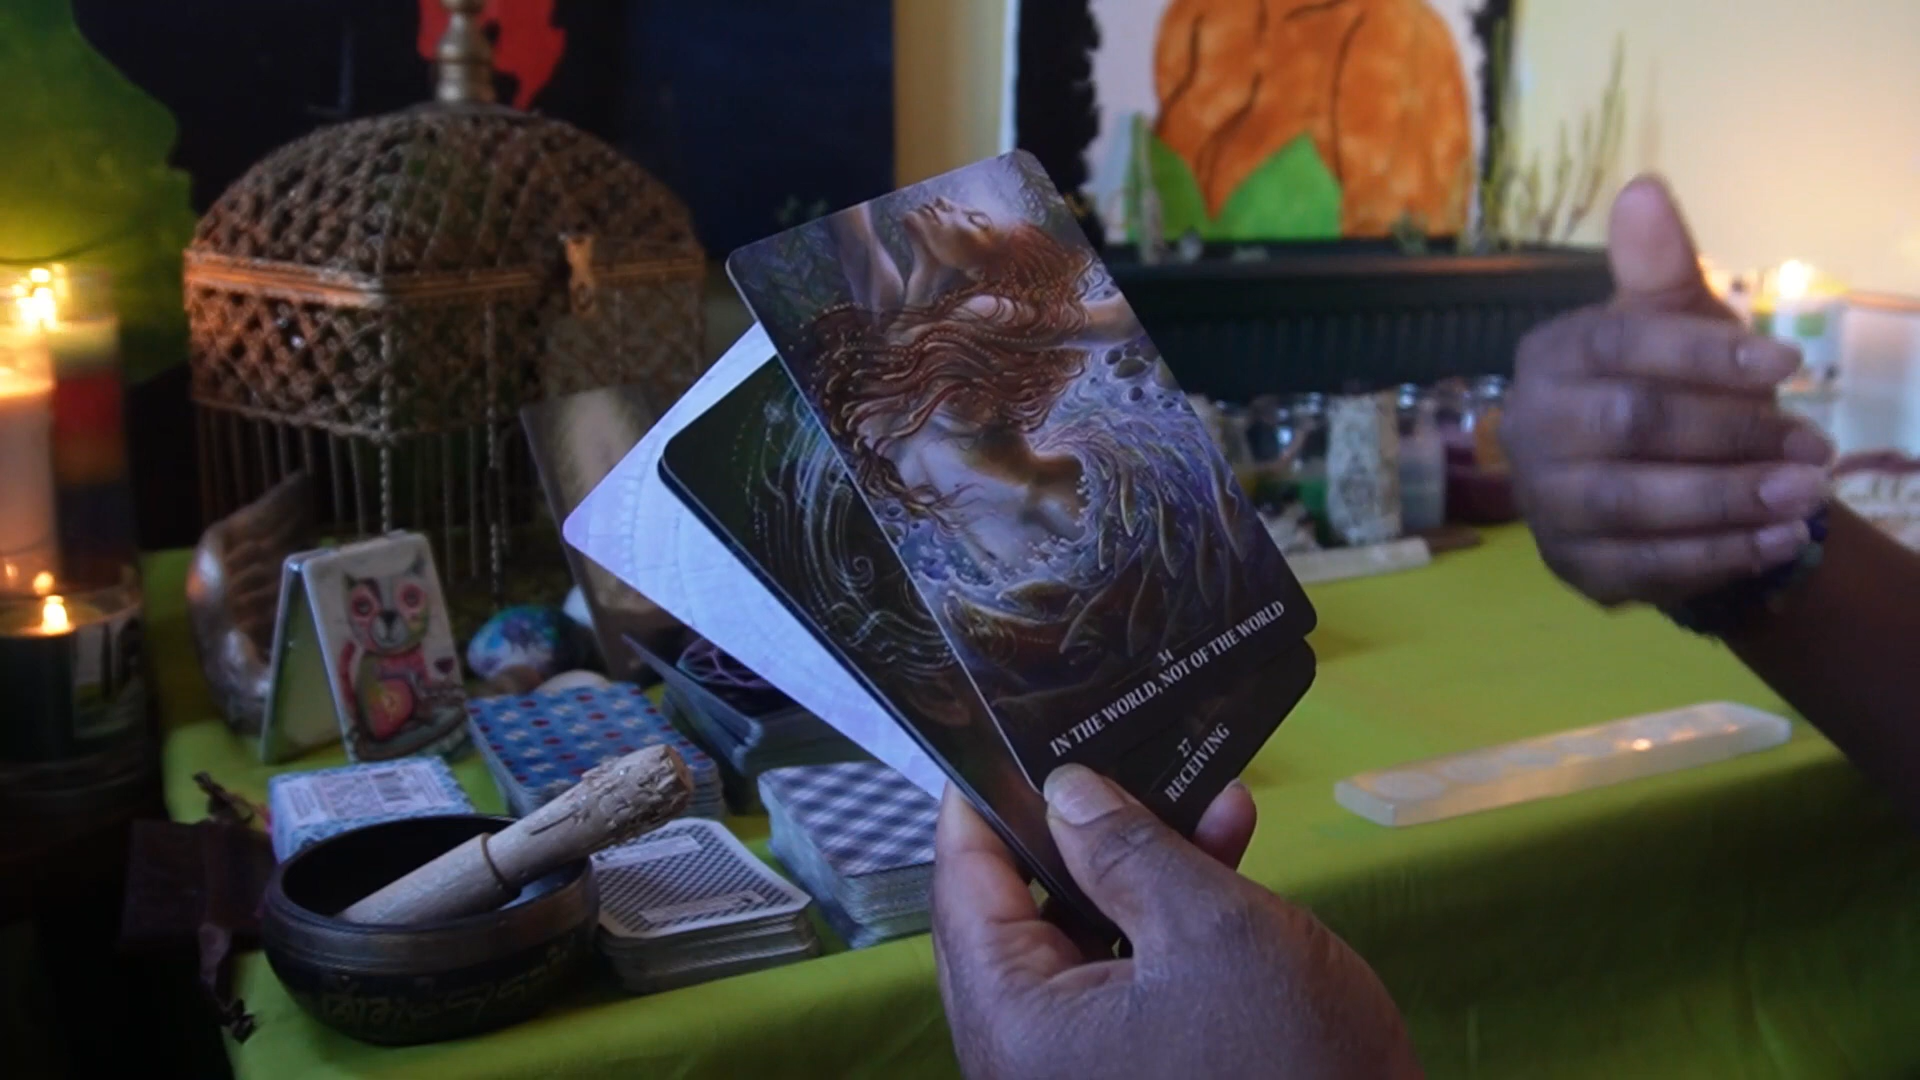 34
IN THE WORLD, NOT OF THE WORLD
27
RECEIVING